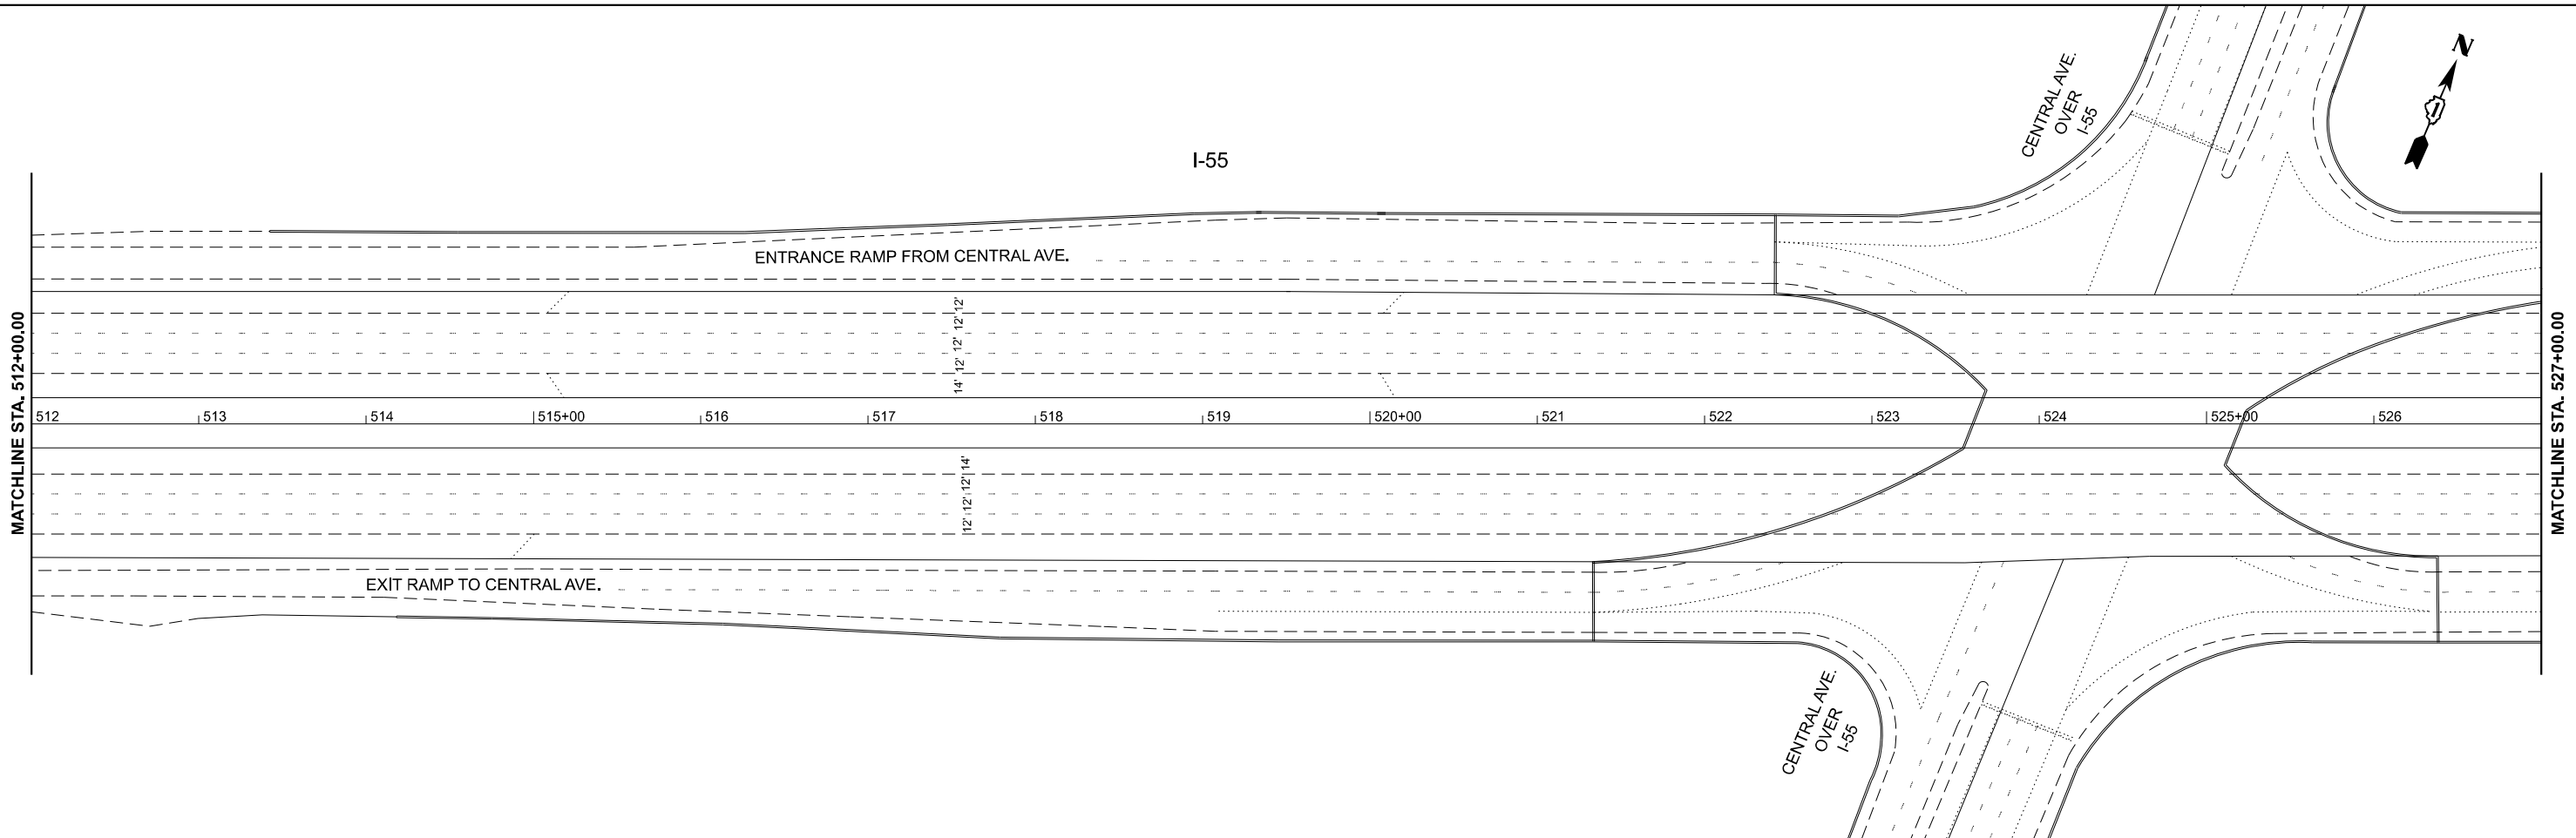 I-55
CENTRAL AVE.
OVER
I-55
N
ENTRANCE RAMP FROM CENTRAL AVE.
MATCHLINE STA. 512+00.00
14' 12' 12' 12' 12'
512 513 514 515+00 516 517 518 519 520+00 521 522 523 524 525+00 526
MATCHLINE STA. 527+00.00
12' 12' 12' 14'
EXIT RAMP TO CENTRAL AVE.
CENTRAL AVE.
OVER
I-55